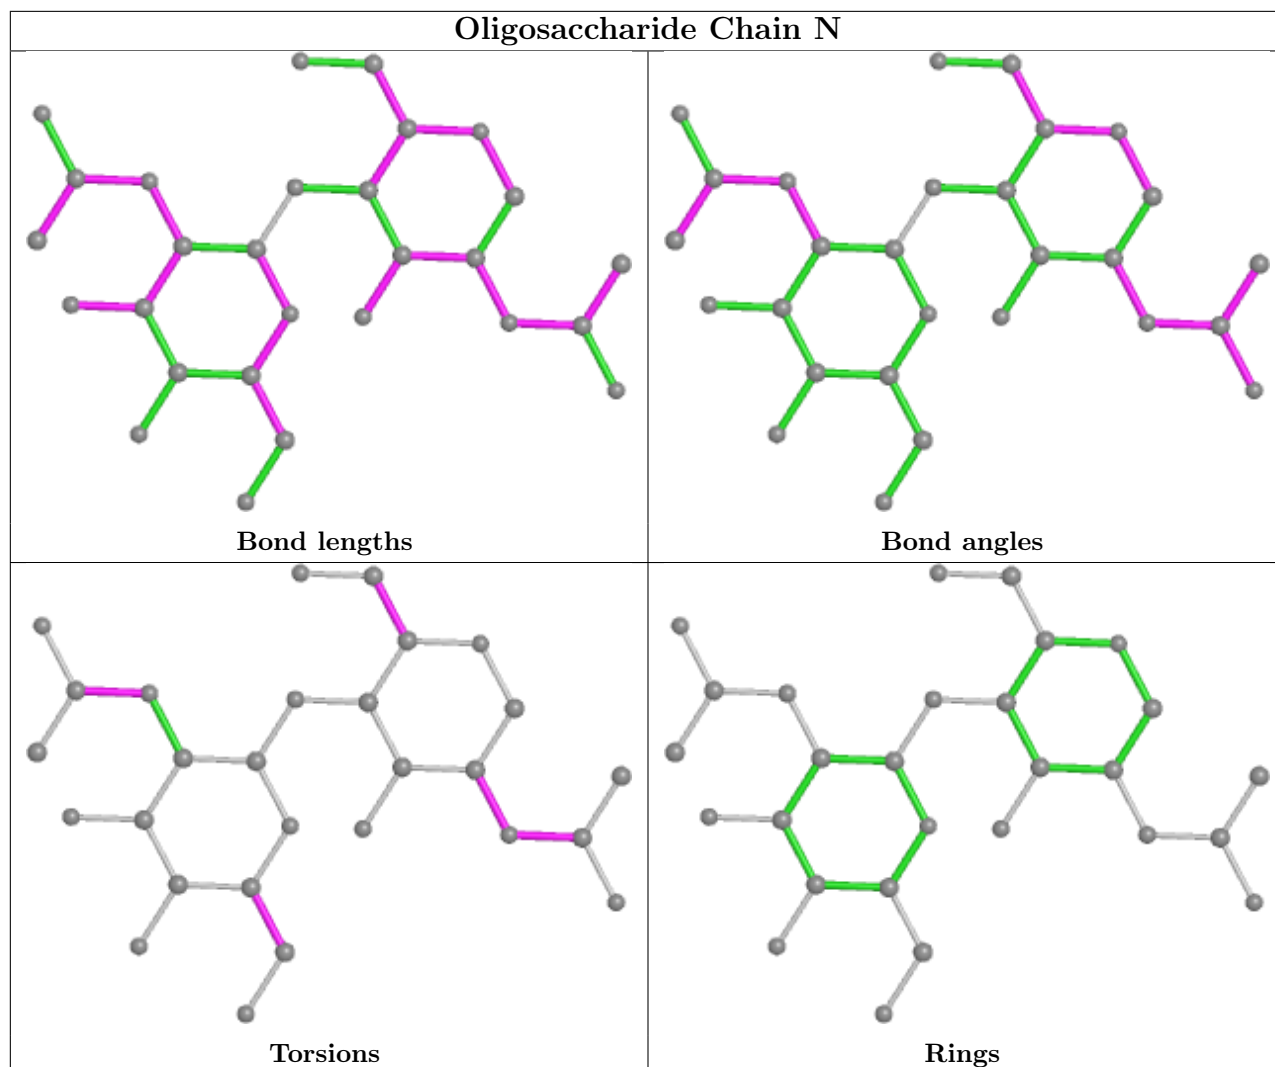 Oligosaccharide Chain N
Bond lengths
Bond angles
Torsions
Rings